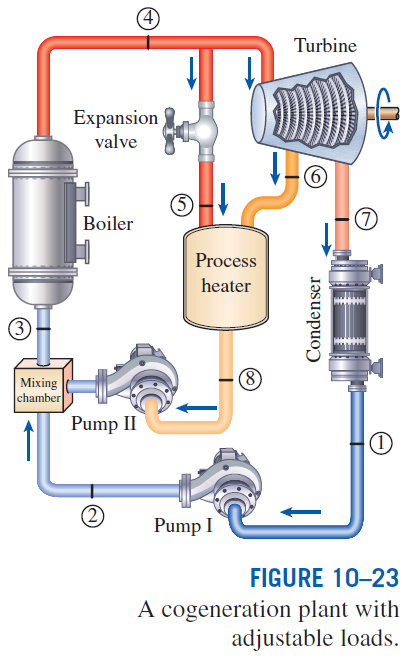 ④
Turbine
Expansion
valve
⑥
⑤
⑦
Boiler
Process
heater
Condenser
③
Mixing
chamber
⑧
Pump II
①
②
Pump I
FIGURE 10–23
A cogeneration plant with
adjustable loads.